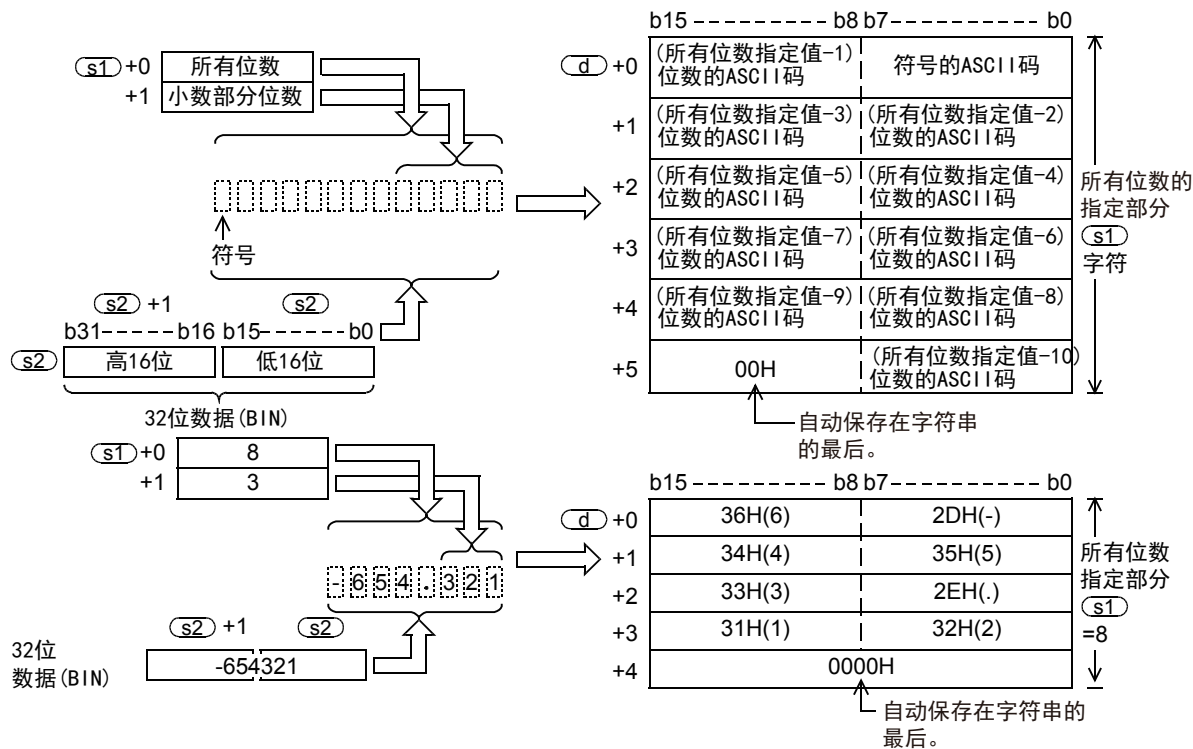 s1 +0 所有位数
+1 小数部分位数
符号
s2 +1 s2
b31 b16 b15 b0
s2 高16位 低16位
32位数据(BIN)
b15 b8 b7 b0
d +0 (所有位数指定值-1)
位数的ASCII码
符号的ASCII码
+1 (所有位数指定值-3)
位数的ASCII码
(所有位数指定值-2)
位数的ASCII码
+2 (所有位数指定值-5)
位数的ASCII码
(所有位数指定值-4)
位数的ASCII码
+3 (所有位数指定值-7)
位数的ASCII码
(所有位数指定值-6)
位数的ASCII码
+4 (所有位数指定值-9)
位数的ASCII码
(所有位数指定值-8)
位数的ASCII码
+5 00H
(所有位数指定值-10)
位数的ASCII码
所有位数的
指定部分
s1
字符
自动保存在字符串
的最后。
s1 +0 8
+1 3
-654.321
s2 +1 s2
32位
数据(BIN)
-654321
b15 b8 b7 b0
d +0 36H(6) 2DH(-)
+1 34H(4) 35H(5)
+2 33H(3) 2EH(.)
+3 31H(1) 32H(2)
+4 0000H
所有位数
指定部分
s1
=8
自动保存在字符串的
最后。